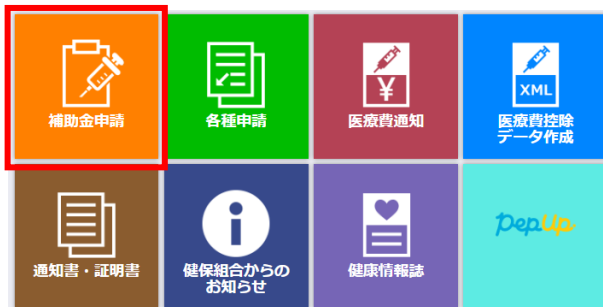 補助金申請
各種申請
¥
医療費通知
XML
医療費控除
データ作成
通知書・証明書
i
健保組合からの
お知らせ
健康情報誌
PepUp